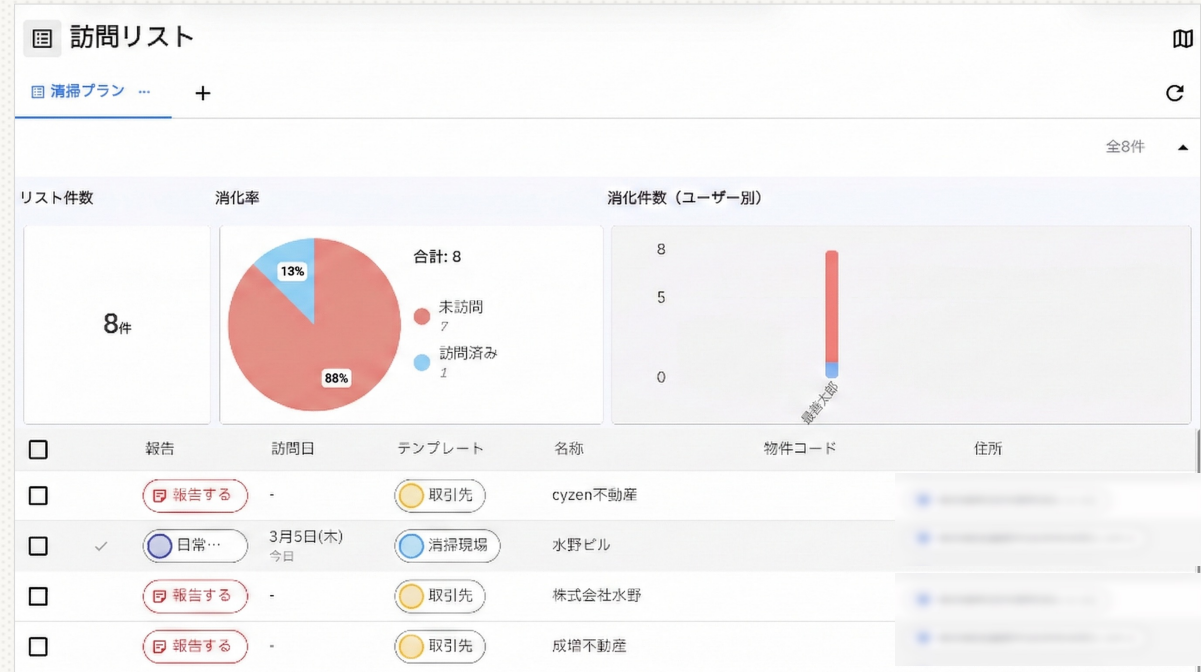 訪問リスト
清掃プラン ...
+
全8件
リスト件数
消化率
消化件数（ユーザー別）
8件
13%
88%
合計: 8
未訪問
7
訪問済み
1
8
5
0
最善太郎
報告 訪問日 テンプレート 名称 物件コード 住所
報告する - 取引先 cyzen不動産
日常… 3月5日(木) 清掃現場 水野ビル
今日
報告する - 取引先 株式会社水野
報告する - 取引先 成増不動産